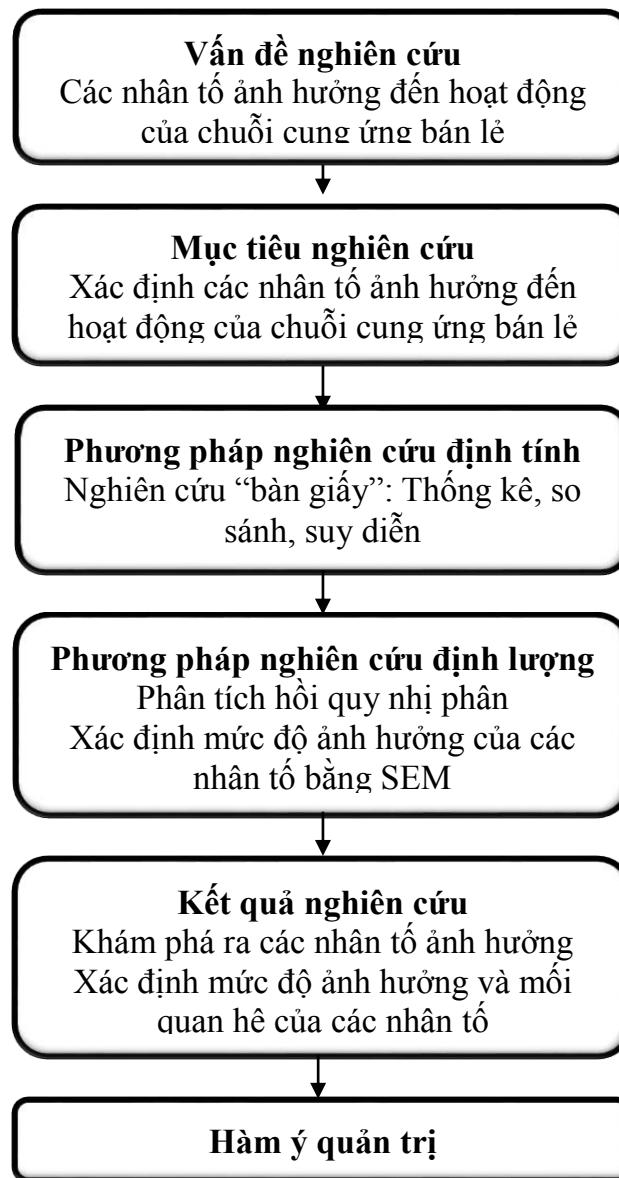 Vấn đề nghiên cứu
Các nhân tố ảnh hưởng đến hoạt động
của chuỗi cung ứng bán lẻ
Mục tiêu nghiên cứu
Xác định các nhân tố ảnh hưởng đến
hoạt động của chuỗi cung ứng bán lẻ
Phương pháp nghiên cứu định tính
Nghiên cứu “bàn giấy”: Thống kê, so
sánh, suy diễn
Phương pháp nghiên cứu định lượng
Phân tích hồi quy nhị phân
Xác định mức độ ảnh hưởng của các
nhân tố bằng SEM
Kết quả nghiên cứu
Khám phá ra các nhân tố ảnh hưởng
Xác định mức độ ảnh hưởng và mối
quan hệ của các nhân tố
Hàm ý quản trị